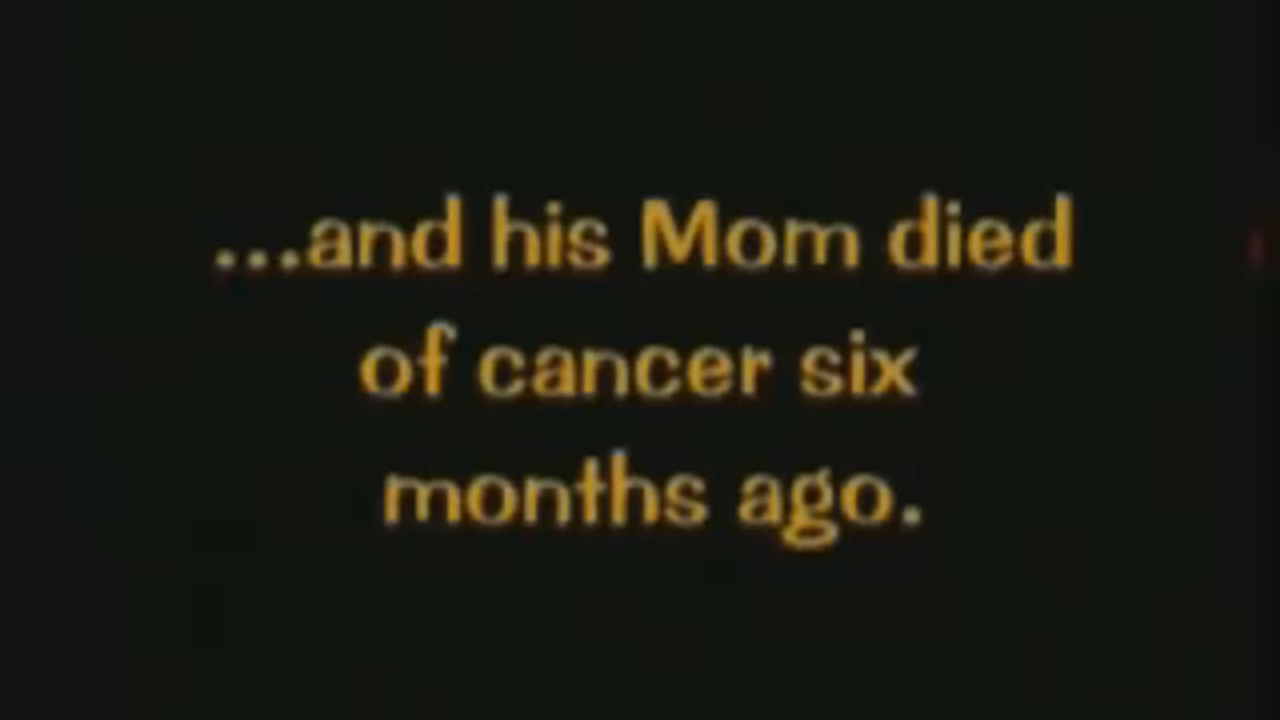 ...and his Mom died
of cancer six
months ago.